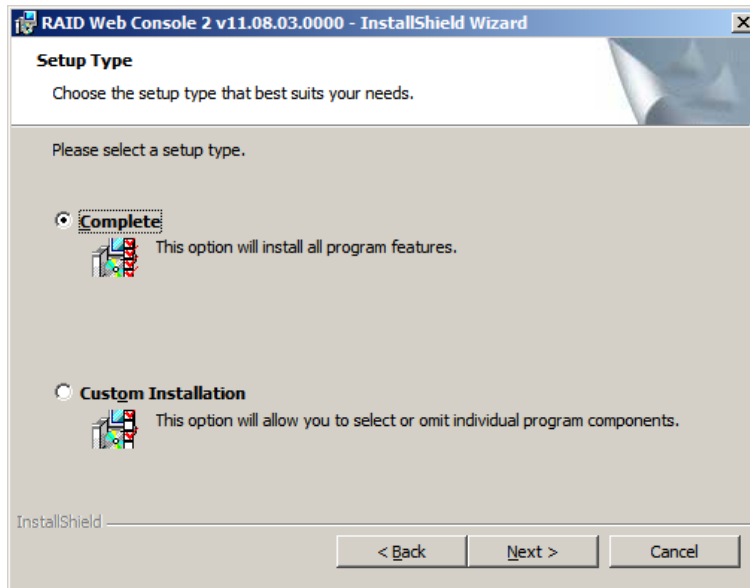 RAID Web Console 2 v11.08.03.0000 - InstallShield Wizard
Setup Type
Choose the setup type that best suits your needs.
Please select a setup type.
Complete
This option will install all program features.
Custom Installation
This option will allow you to select or omit individual program components.
InstallShield
< Back Next > Cancel